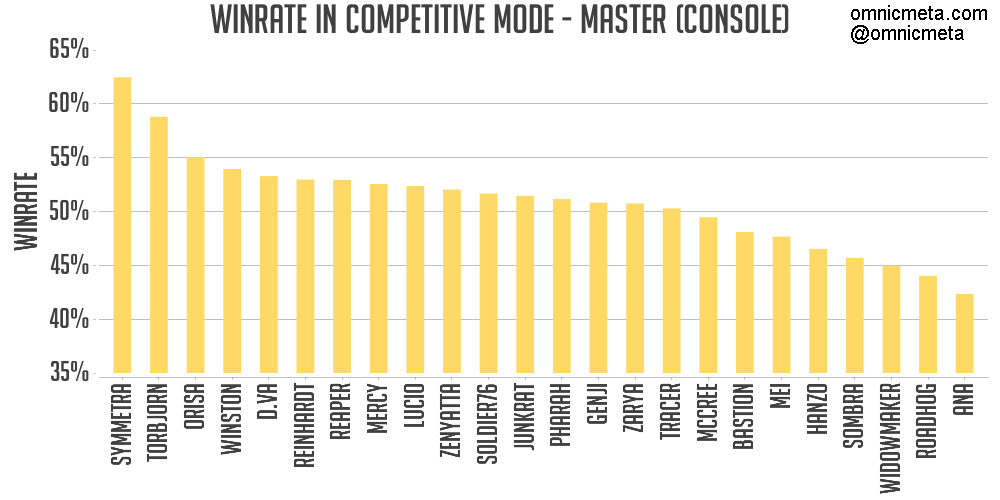 WINRATE IN COMPETITIVE MODE - MASTER (CONSOLE)
omnicmeta.com
@omnicmeta
65%
60%
55%
50%
45%
40%
35%
WINRATE
SYMMETRA
TORBJORN
ORISA
WINSTON
D.VA
REINHARDT
REAPER
MERCY
LUCIO
ZENYATTA
SOLDIER76
JUNKRAT
PHARAH
GENJI
ZARYA
TRACER
MCCREE
BASTION
MEI
HANZO
SOMBRA
WIDOWMAKER
ROADHOG
ANA